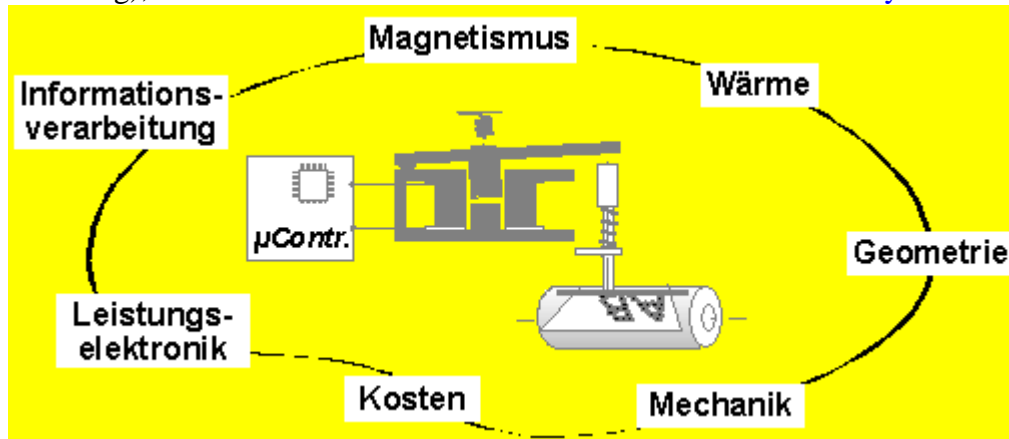 Magnetismus
Wärme
Informations-
verarbeitung
µContr.
Geometrie
Leistungs-
elektronik
Kosten
Mechanik